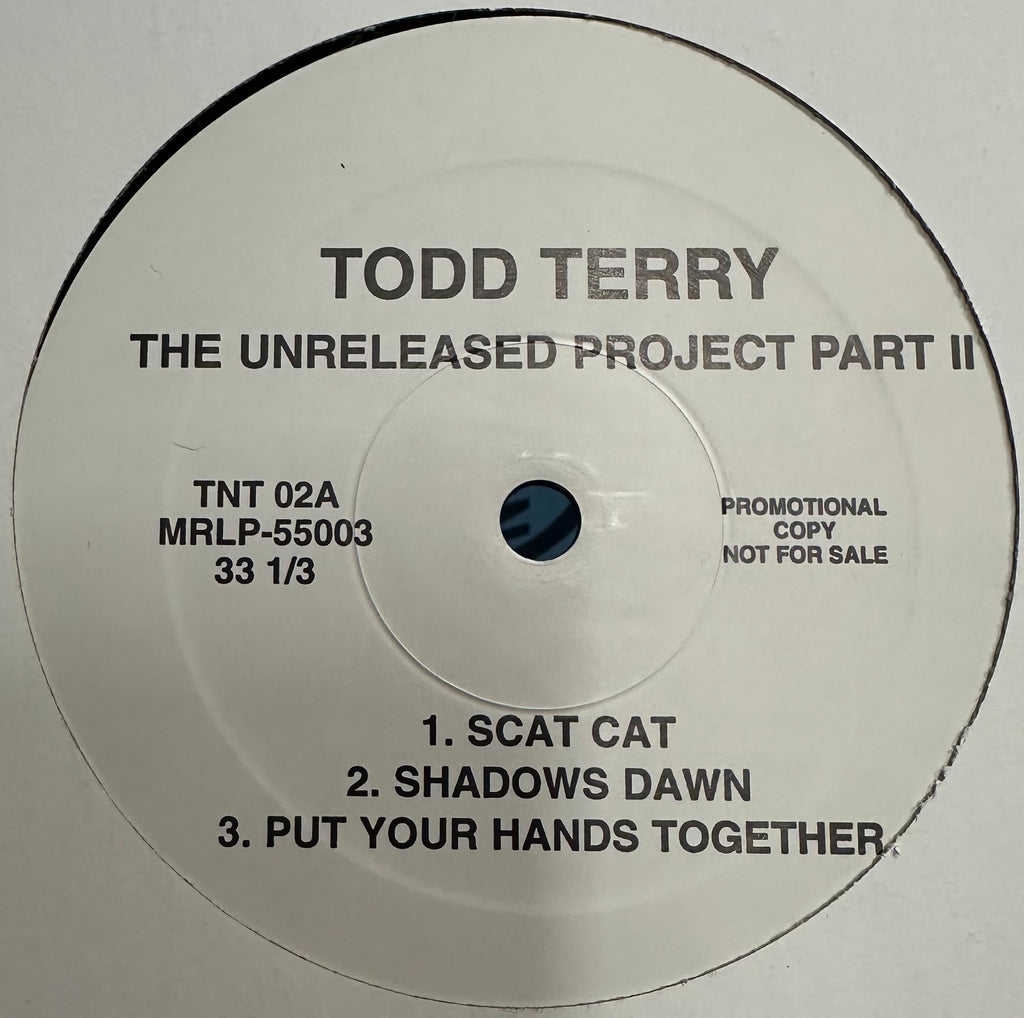 TODD TERRY
THE UNRELEASED PROJECT PART II
TNT 02A
MRLP-55003
33 1/3
PROMOTIONAL
COPY
NOT FOR SALE
1. SCAT CAT
2. SHADOWS DAWN
3. PUT YOUR HANDS TOGETHER